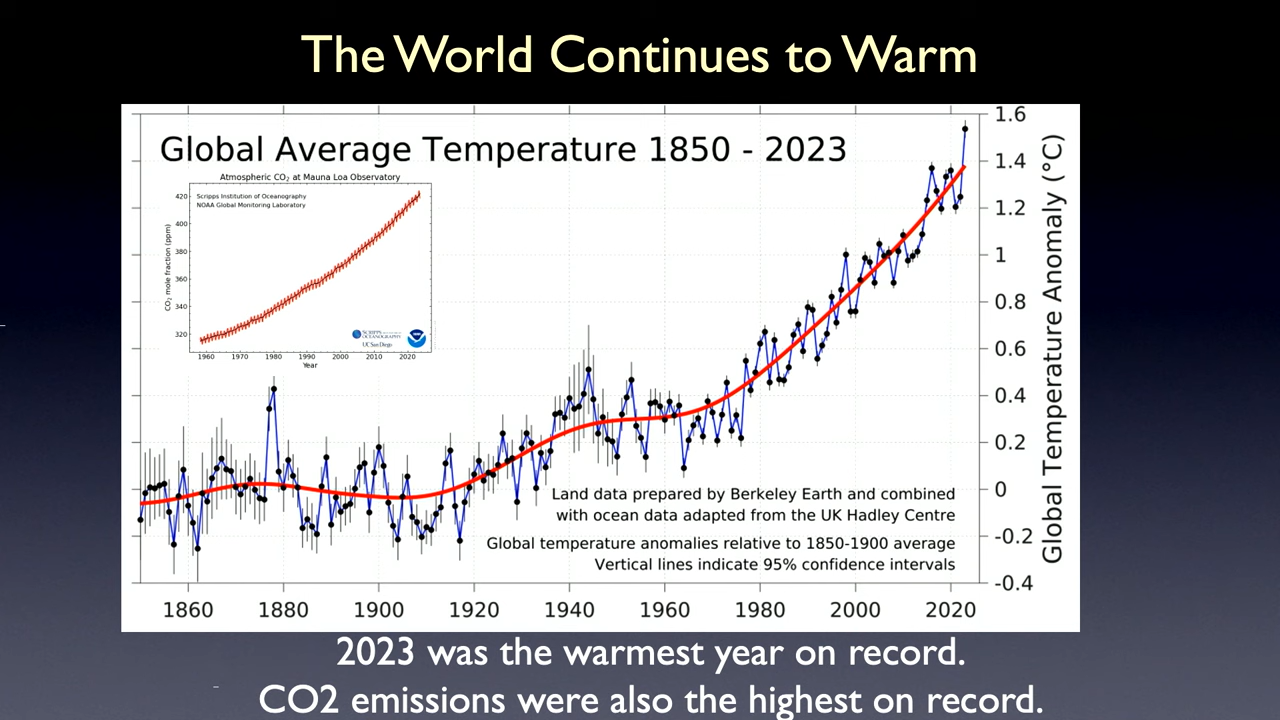 The World Continues to Warm
Global Average Temperature 1850 - 2023
Atmospheric CO₂ at Mauna Loa Observatory
Scripps Institution of Oceanography
NOAA Global Monitoring Laboratory
CO₂ mole fraction (ppm)
420
400
380
360
340
320
1960 1970 1980 1990 2000 2010 2020
Year
SCRIPPS
OCEANOGRAPHY
UC San Diego
1.6
1.4
1.2
1
0.8
0.6
0.4
0.2
0
-0.2
-0.4
Global Temperature Anomaly (°C)
Land data prepared by Berkeley Earth and combined
with ocean data adapted from the UK Hadley Centre
Global temperature anomalies relative to 1850-1900 average
Vertical lines indicate 95% confidence intervals
1860 1880 1900 1920 1940 1960 1980 2000 2020
2023 was the warmest year on record.
CO2 emissions were also the highest on record.